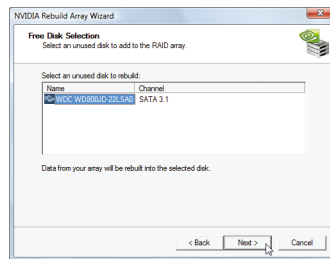 NVIDIA Rebuild Array Wizard
Free Disk Selection
Select an unused disk to add to the RAID array.
Select an unused disk to rebuild:
Name Channel
WDC WD800JD-22LSA0 SATA 3.1
Data from your array will be rebuilt into the selected disk.
< Back Next > Cancel